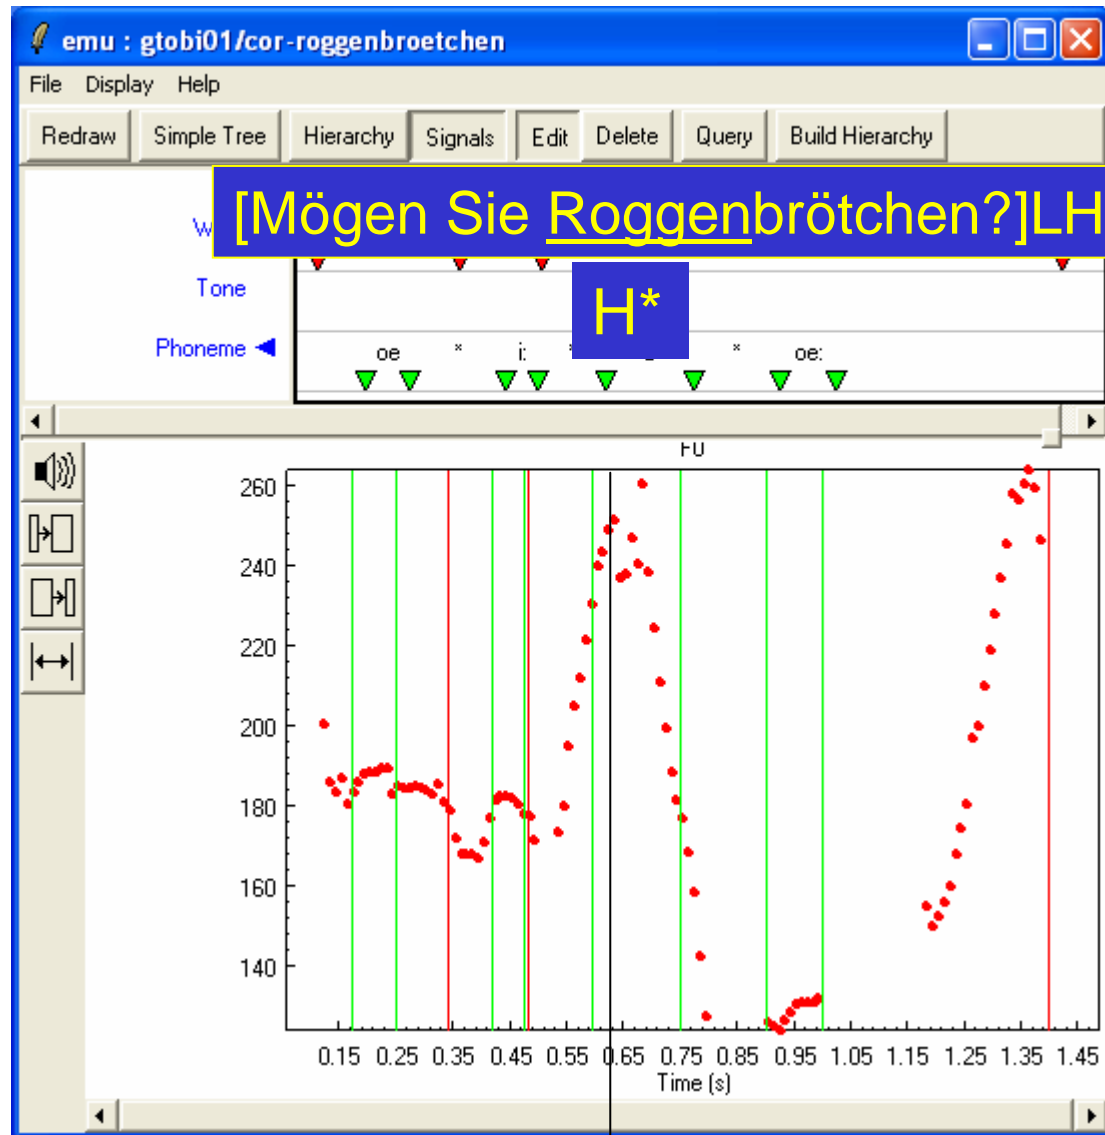 emu : gtobi01/cor-roggenbroetchen
File Display Help
Redraw Simple Tree Hierarchy Signals Edit Delete Query Build Hierarchy
[Mögen Sie Roggenbrötchen?]LH
Tone
H*
Phoneme
oe * i: * oe:
F0
260
240
220
200
180
160
140
0.15 0.25 0.35 0.45 0.55 0.65 0.75 0.85 0.95 1.05 1.15 1.25 1.35 1.45
Time (s)